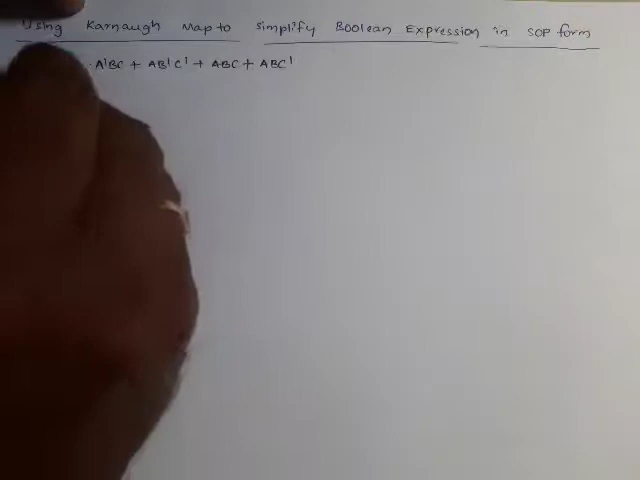 Using Karnaugh Map to simplify Boolean Expression in SOP form
A'BC + AB'C' + ABC + ABC'